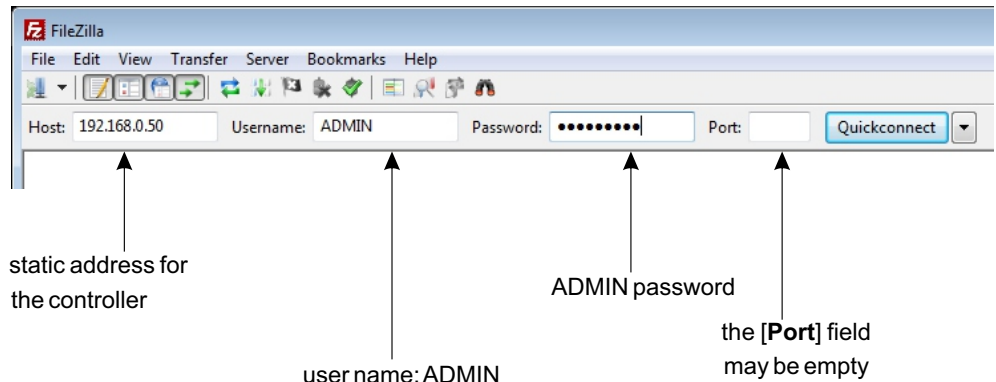 FileZilla
File Edit View Transfer Server Bookmarks Help
Host: 192.168.0.50 Username: ADMIN Password: ●●●●●●●●● Port: Quickconnect
static address for
the controller
ADMIN password
the [Port] field
may be empty
user name: ADMIN